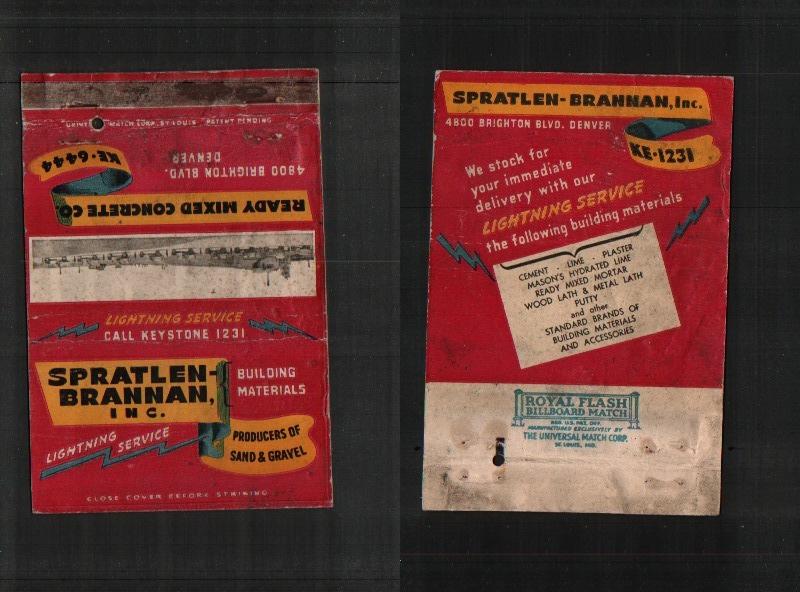 MATCH CORP., ST. LOUIS PATENT PENDING
4800 BRIGHTON BLVD.
DENVER
KE-6444
READY MIXED CONCRETE CO.
LIGHTNING SERVICE
CALL KEYSTONE 1231
SPRATLEN-
BRANNAN,
INC.
BUILDING
MATERIALS
LIGHTNING SERVICE
PRODUCERS OF
SAND & GRAVEL
CLOSE COVER BEFORE STRIKING
SPRATLEN-BRANNAN, Inc.
4800 BRIGHTON BLVD. DENVER
KE-1231
We stock for
your immediate
delivery with our
LIGHTNING SERVICE
the following building materials
CEMENT · LIME · PLASTER
MASON'S HYDRATED LIME
READY MIXED MORTAR
WOOD LATH & METAL LATH
PUTTY
and other
STANDARD BRANDS OF
BUILDING MATERIALS
AND ACCESSORIES
ROYAL FLASH
BILLBOARD MATCH
REG. U.S. PAT. OFF.
MANUFACTURED EXCLUSIVELY BY
THE UNIVERSAL MATCH CORP.
ST. LOUIS, MO.